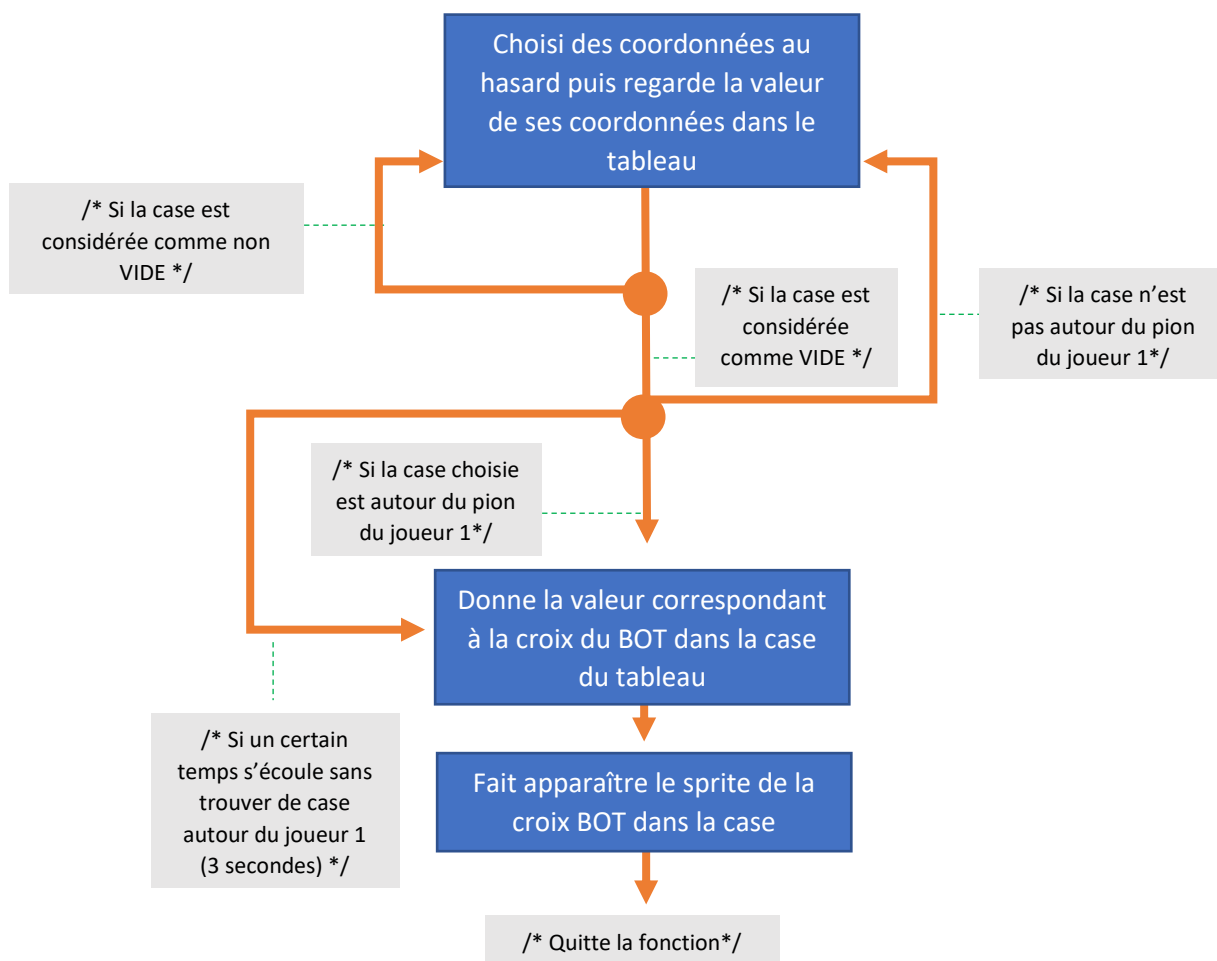 Choisi des coordonnées au
hasard puis regarde la valeur
de ses coordonnées dans le
tableau
/* Si la case est
considérée comme non
VIDE */
/* Si la case est
considérée
comme VIDE */
/* Si la case n’est
pas autour du pion
du joueur 1*/
/* Si la case choisie
est autour du pion
du joueur 1*/
Donne la valeur correspondant
à la croix du BOT dans la case
du tableau
/* Si un certain
temps s’écoule sans
trouver de case
autour du joueur 1
(3 secondes) */
Fait apparaître le sprite de la
croix BOT dans la case
/* Quitte la fonction*/